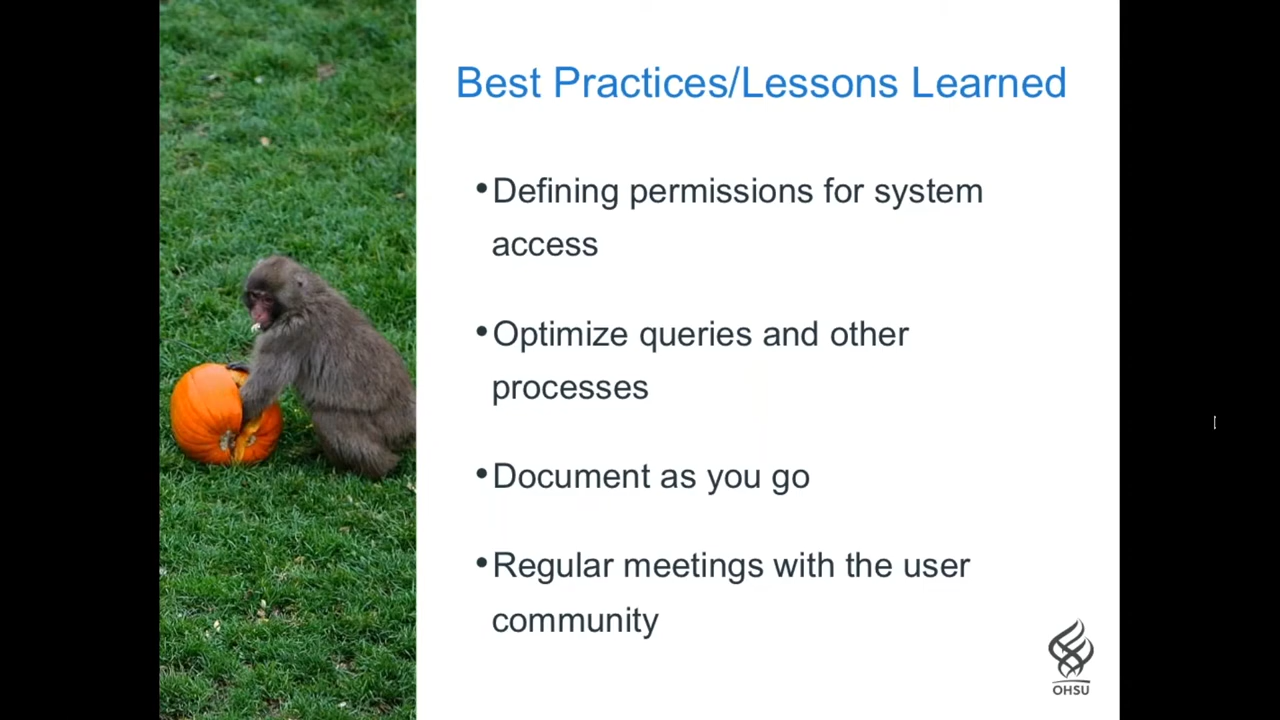 Best Practices/Lessons Learned
•Defining permissions for system
access
•Optimize queries and other
processes
•Document as you go
•Regular meetings with the user
community
OHSU